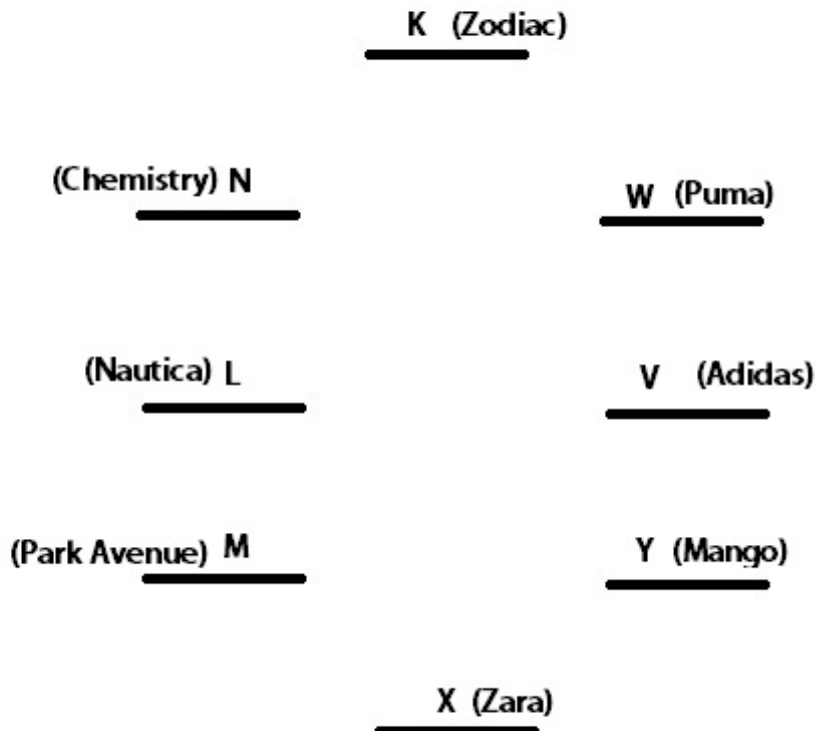 K (Zodiac)
(Chemistry) N
W (Puma)
(Nautica) L
V (Adidas)
(Park Avenue) M
Y (Mango)
X (Zara)